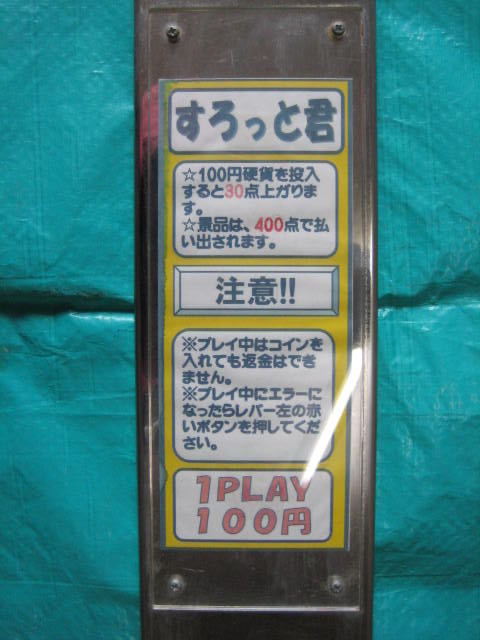 すろっと君
☆100円硬貨を投入
すると30点上がりま
す。
☆景品は、400点で払
い出されます。
注意!!
※プレイ中はコインを
入れても返金はでき
ません。
※プレイ中にエラーに
なったらレバー左の赤
いボタンを押してくだ
さい。
1PLAY
100円